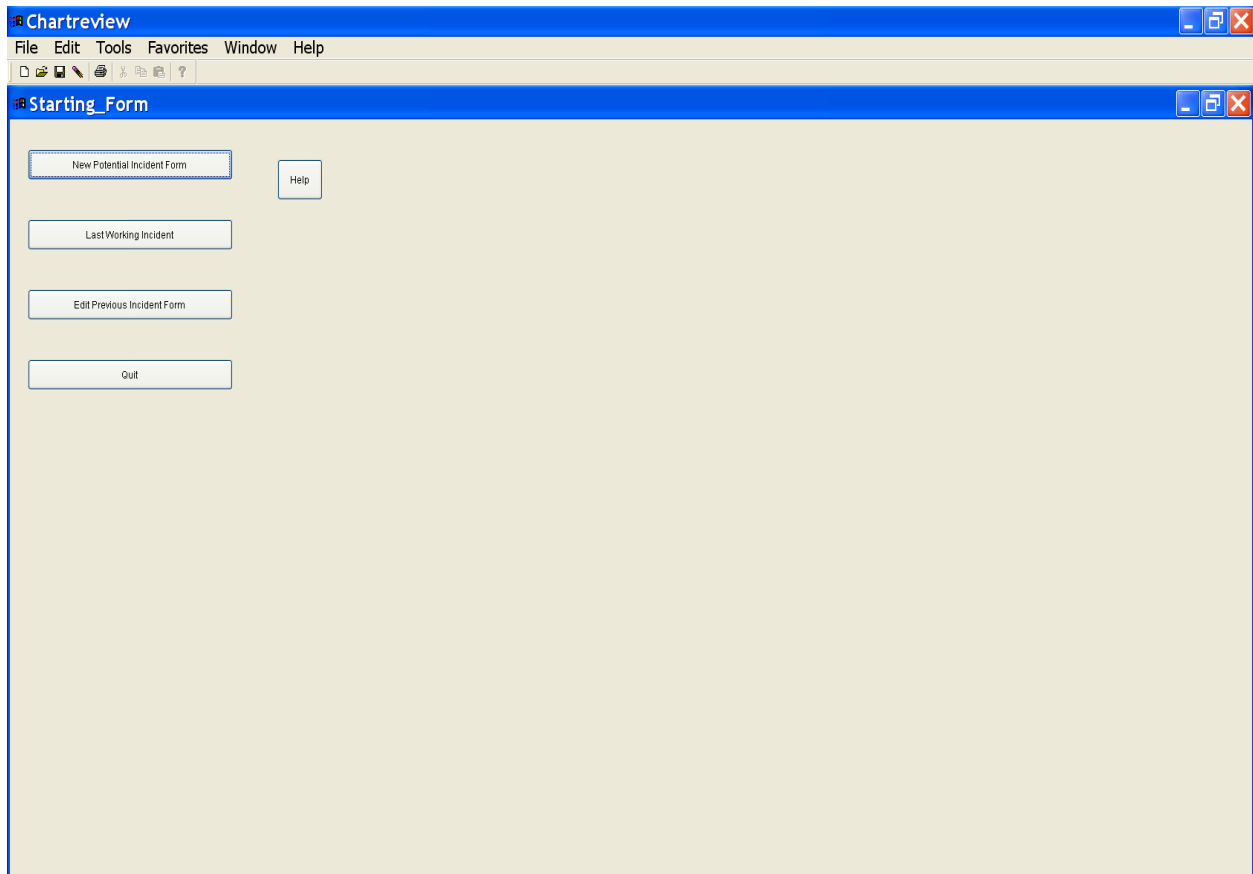 Chartreview
File Edit Tools Favorites Window Help
?
Starting_Form
New Potential Incident Form
Help
Last Working Incident
Edit Previous Incident Form
Quit